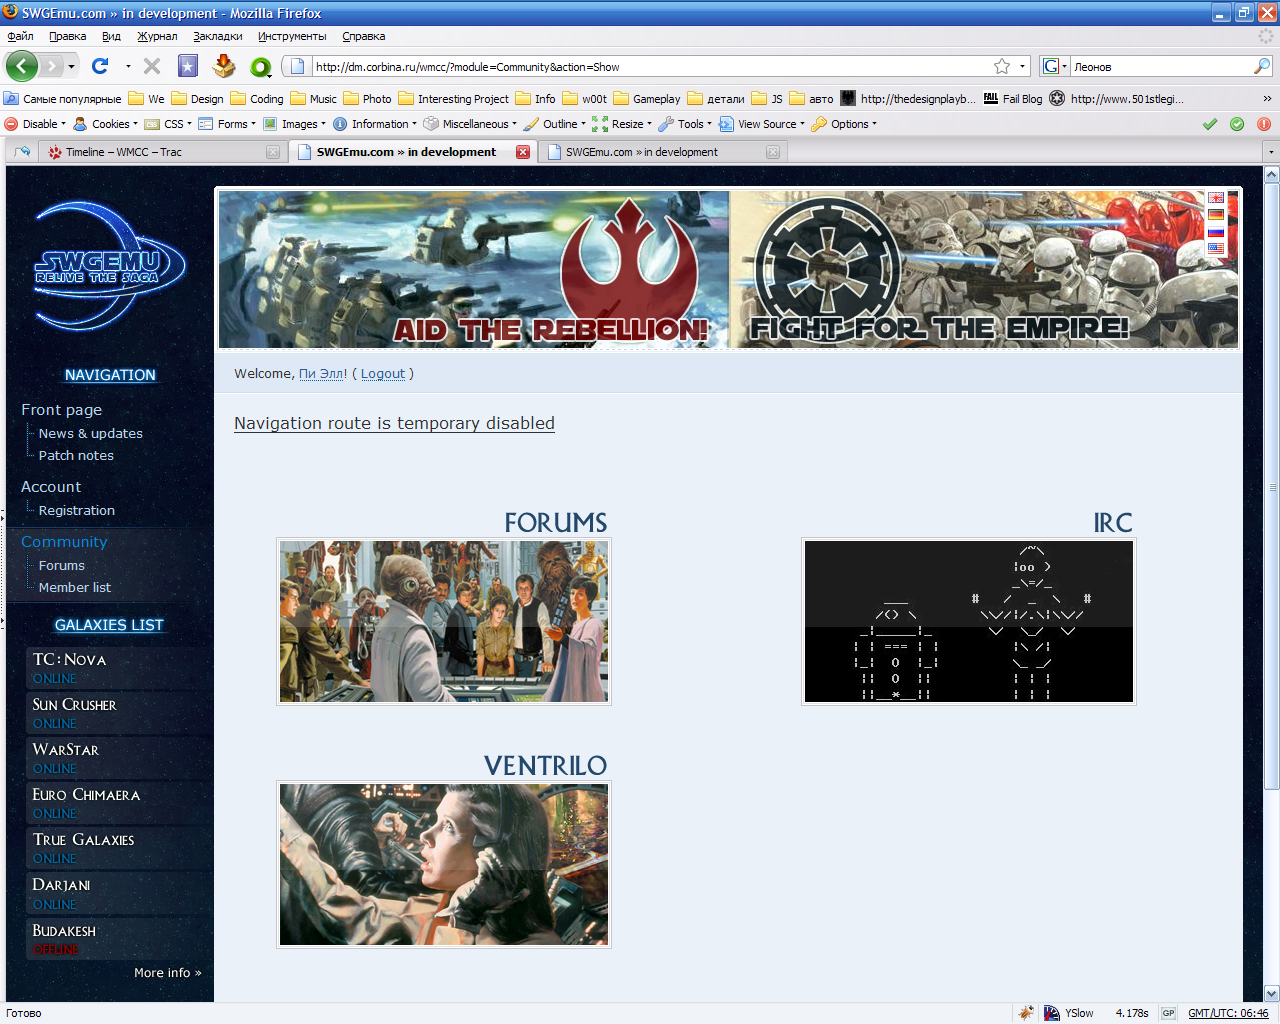 SWGEmu.com » in development - Mozilla Firefox
Файл Правка Вид Журнал Закладки Инструменты Справка
http://dm.corbina.ru/wmcc/?module=Community&action=Show
Леонов
Самые популярные We Design Coding Music Photo Interesting Project Info w00t Gameplay детали JS авто http://thedesignplayb... Fail Blog http://www.501stlegi... »
Disable Cookies CSS Forms Images Information Miscellaneous Outline Resize Tools View Source Options
Timeline – WMCC – Trac
SWGEmu.com » in development
SWGEmu.com » in development
SWGEMU
RELIVE THE SAGA
AID THE REBELLION!
FIGHT FOR THE EMPIRE!
Welcome, Пи Элл! ( Logout )
Navigation route is temporary disabled
NAVIGATION
Front page
News & updates
Patch notes
Account
Registration
Community
Forums
Member list
GALAXIES LIST
TC:Nova
ONLINE
Sun Crusher
ONLINE
WarStar
ONLINE
Euro Chimaera
ONLINE
True Galaxies
ONLINE
Darjani
ONLINE
Budakesh
OFFLINE
More info »
FORUMS
IRC
VENTRILO
Готово
YSlow
4.178s
GP
GMT/UTC: 06:46